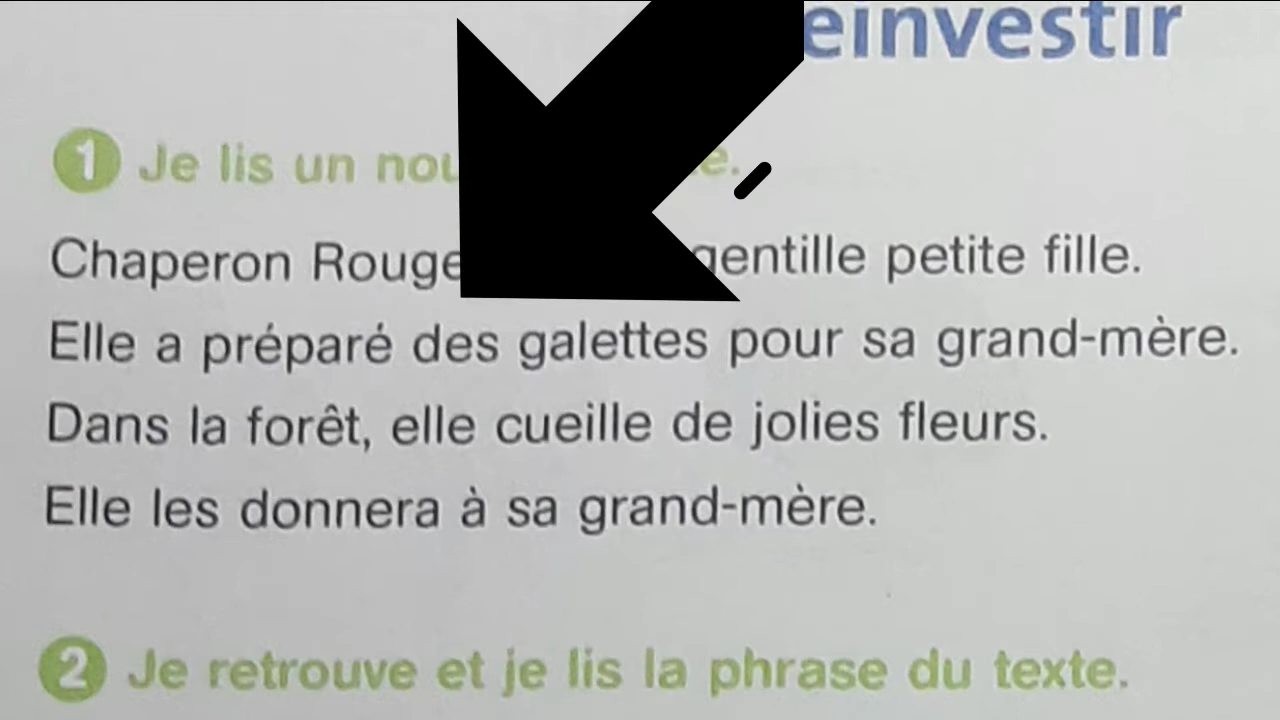 einvestir
1 Je lis un
Chaperon Rouge gentille petite fille.
Elle a préparé des galettes pour sa grand-mère.
Dans la forêt, elle cueille de jolies fleurs.
Elle les donnera à sa grand-mère.
2 Je retrouve et je lis la phrase du texte.